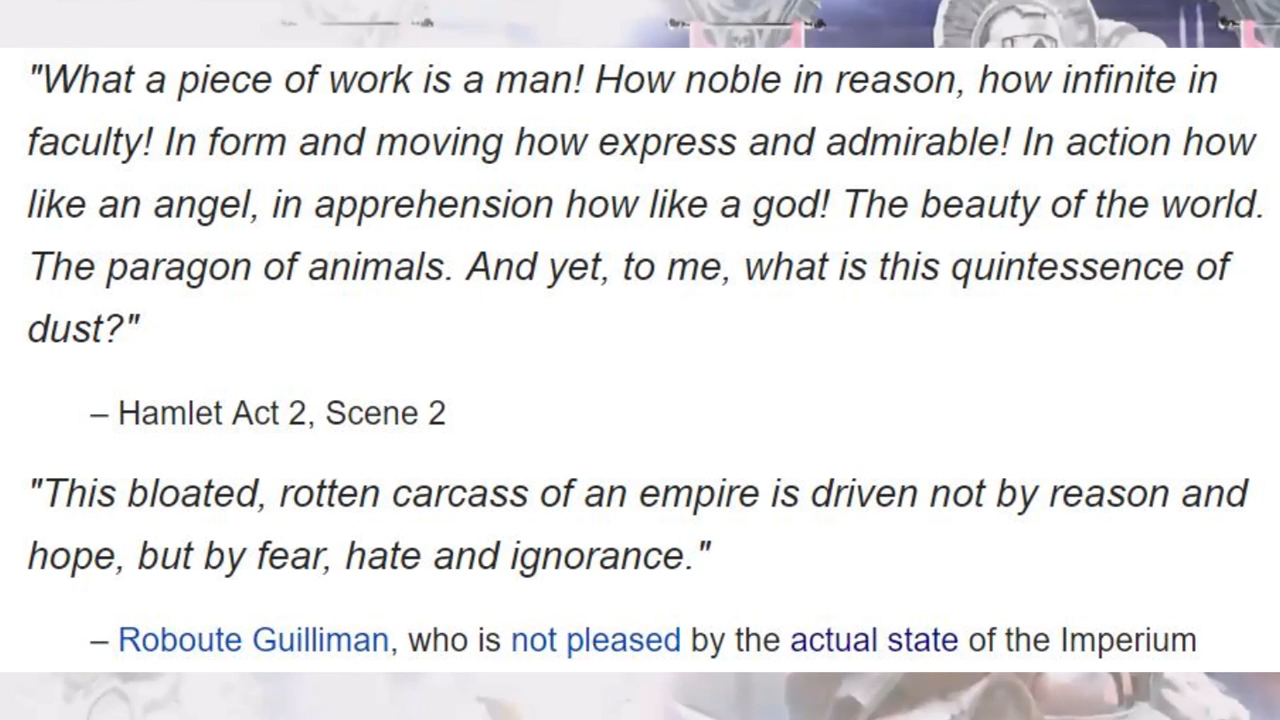 "What a piece of work is a man! How noble in reason, how infinite in
faculty! In form and moving how express and admirable! In action how
like an angel, in apprehension how like a god! The beauty of the world.
The paragon of animals. And yet, to me, what is this quintessence of
dust?"
– Hamlet Act 2, Scene 2
"This bloated, rotten carcass of an empire is driven not by reason and
hope, but by fear, hate and ignorance."
– Roboute Guilliman, who is not pleased by the actual state of the Imperium